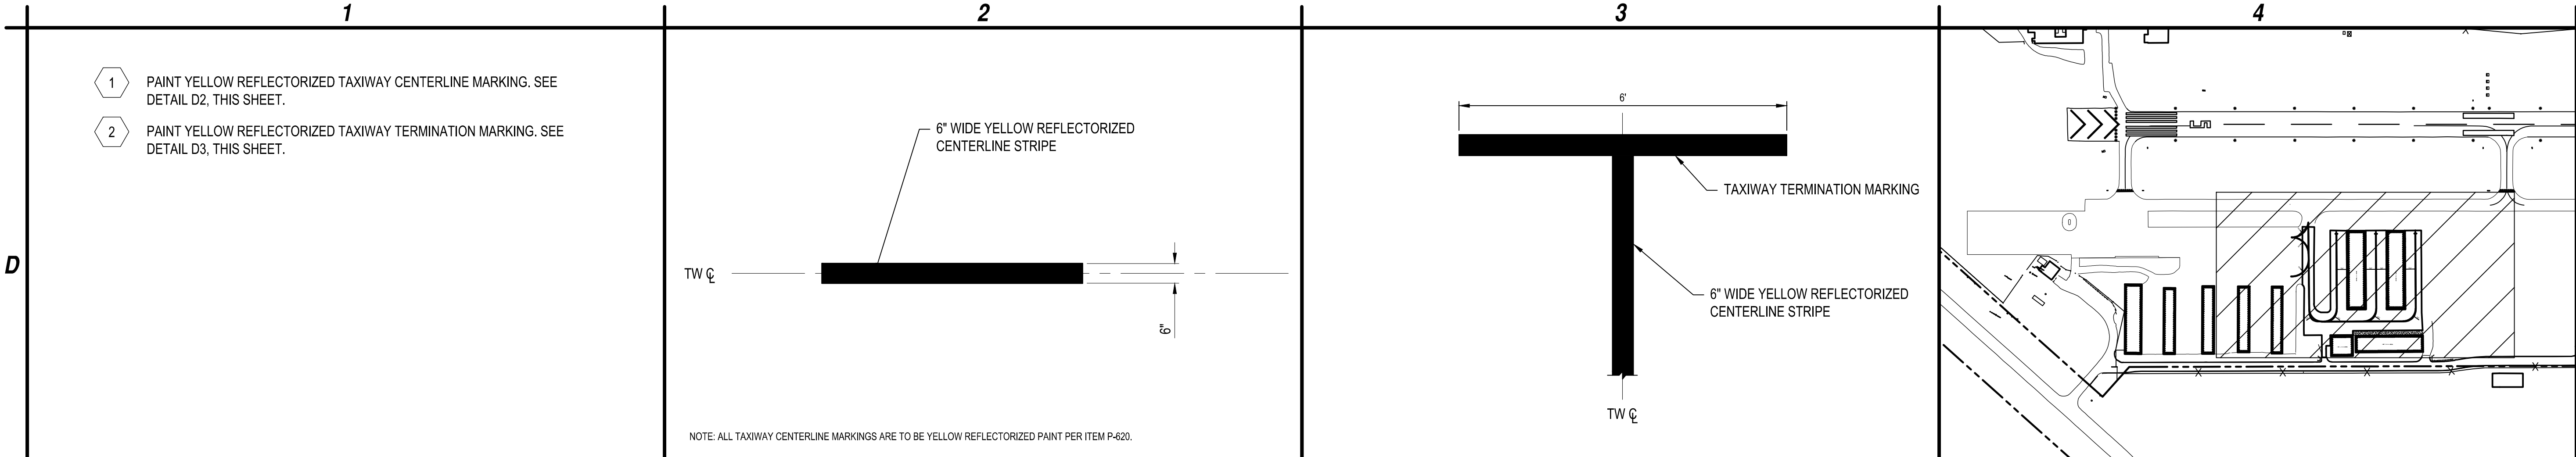 1
2
3
4
D
1
PAINT YELLOW REFLECTORIZED TAXIWAY CENTERLINE MARKING. SEE
DETAIL D2, THIS SHEET.
2
PAINT YELLOW REFLECTORIZED TAXIWAY TERMINATION MARKING. SEE
DETAIL D3, THIS SHEET.
6" WIDE YELLOW REFLECTORIZED
CENTERLINE STRIPE
TW ℄
6"
NOTE: ALL TAXIWAY CENTERLINE MARKINGS ARE TO BE YELLOW REFLECTORIZED PAINT PER ITEM P-620.
6'
TAXIWAY TERMINATION MARKING
6" WIDE YELLOW REFLECTORIZED
CENTERLINE STRIPE
TW ℄